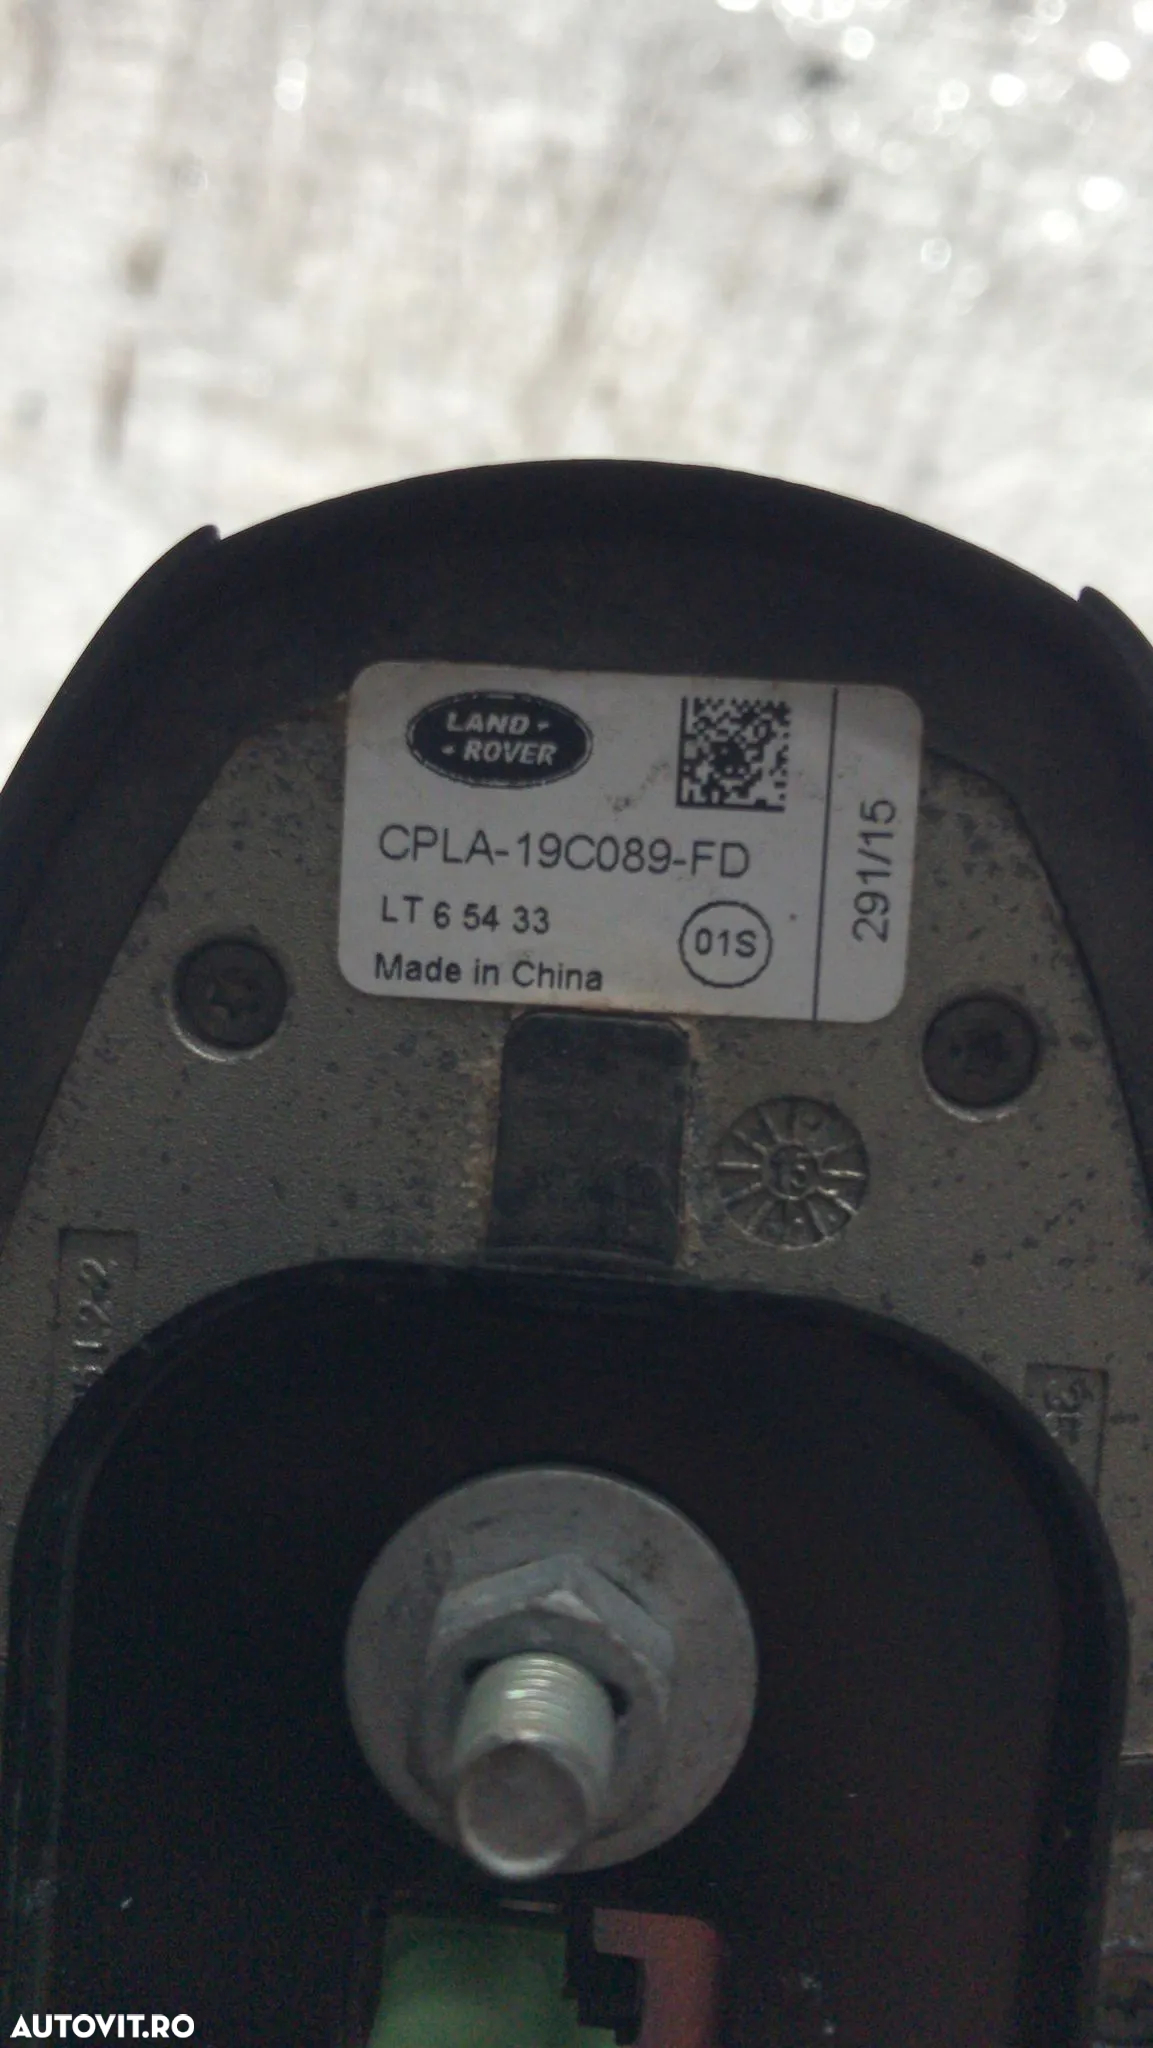 LAND
ROVER
CPLA-19C089-FD
LT 6 54 33
01S
Made in China
291/15
15
AUTOVIT.RO